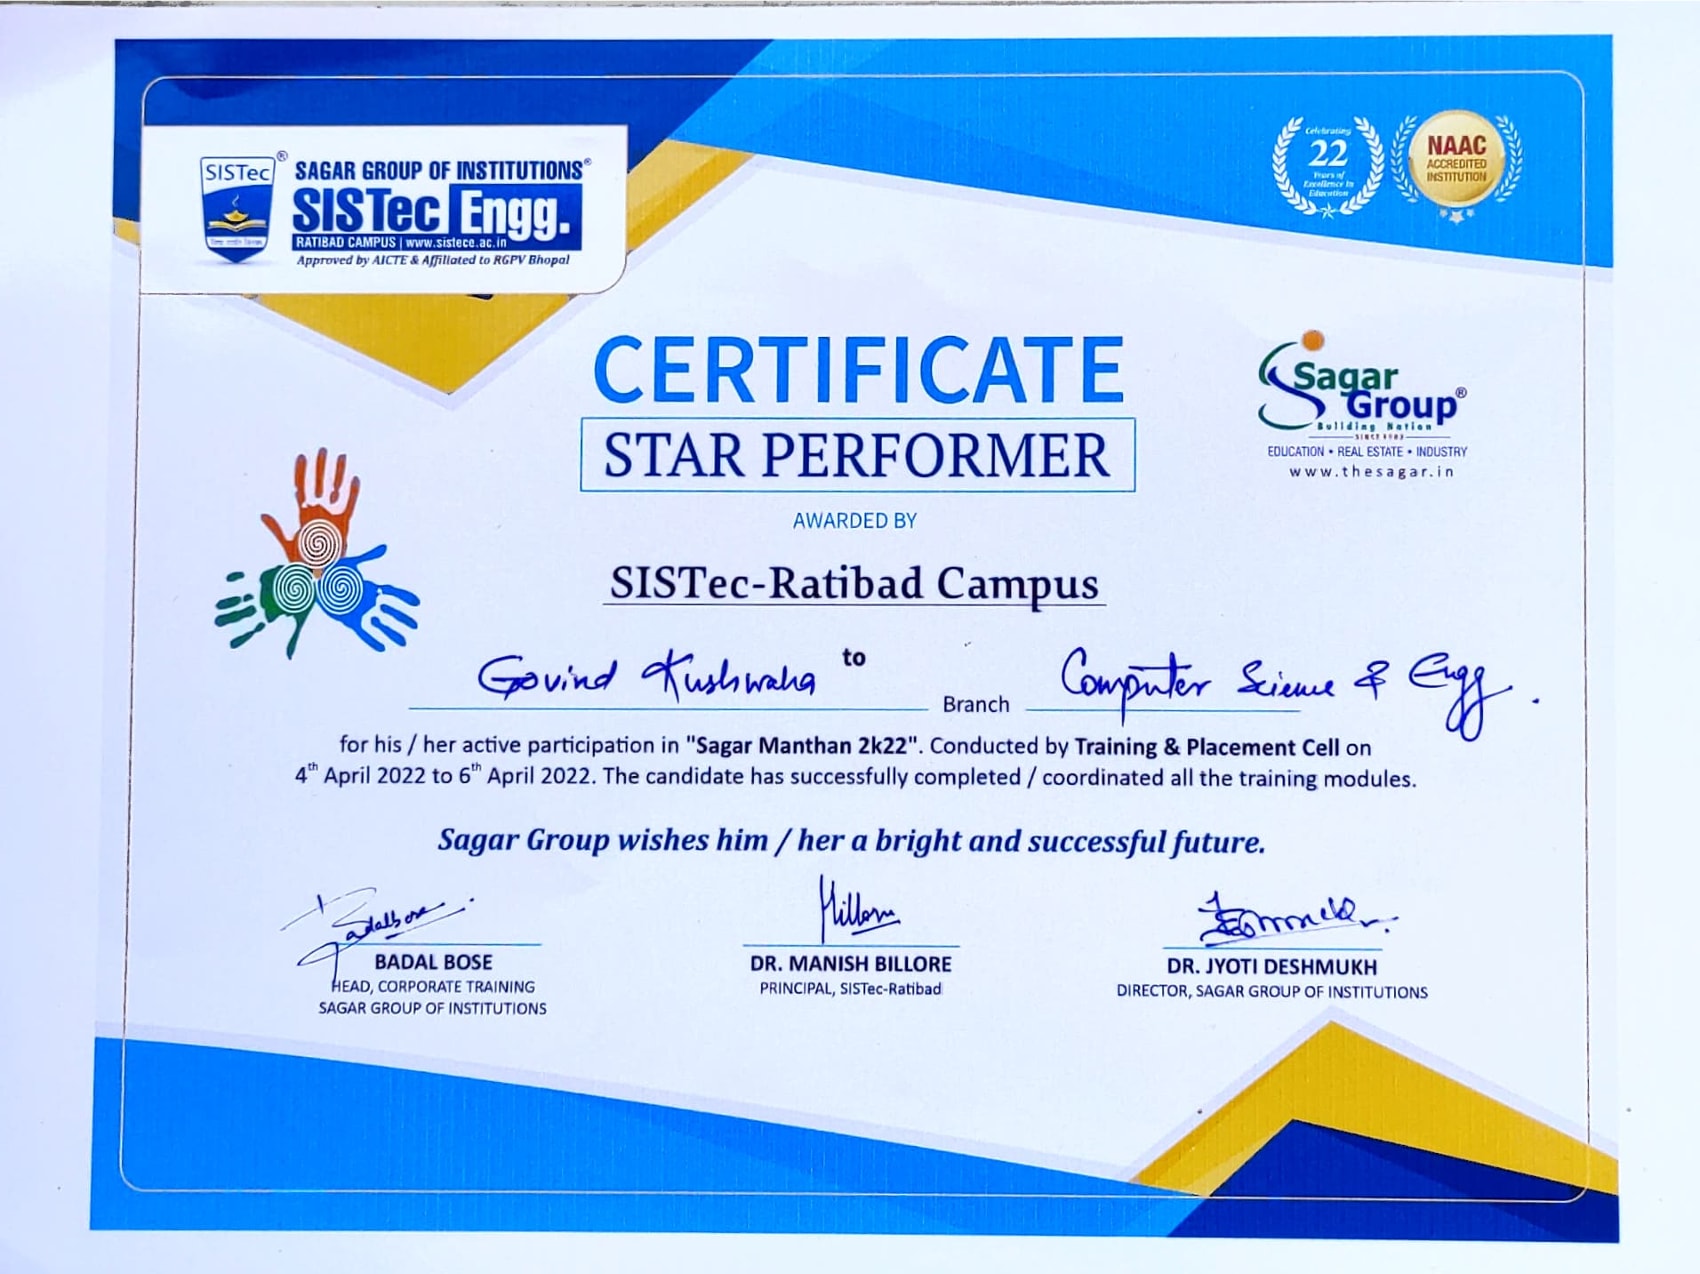 SISTec®
SAGAR GROUP OF INSTITUTIONS®
SISTec Engg.
RATIBAD CAMPUS | www.sistece.ac.in
Approved by AICTE & Affiliated to RGPV Bhopal
Celebrating
22
Years of
Excellence In
Education
NAAC
ACCREDITED
INSTITUTION
CERTIFICATE
STAR PERFORMER
AWARDED BY
SISTec-Ratibad Campus
Sagar
Group®
Building Nation
EDUCATION • REAL ESTATE • INDUSTRY
www.thesagar.in
to
Govind Kushwaha Branch Computer Science & Engg.
for his / her active participation in "Sagar Manthan 2k22". Conducted by Training & Placement Cell on
4th April 2022 to 6th April 2022. The candidate has successfully completed / coordinated all the training modules.
Sagar Group wishes him / her a bright and successful future.
Badalbose
BADAL BOSE
HEAD, CORPORATE TRAINING
SAGAR GROUP OF INSTITUTIONS
DR. MANISH BILLORE
PRINCIPAL, SISTec-Ratibad
DR. JYOTI DESHMUKH
DIRECTOR, SAGAR GROUP OF INSTITUTIONS